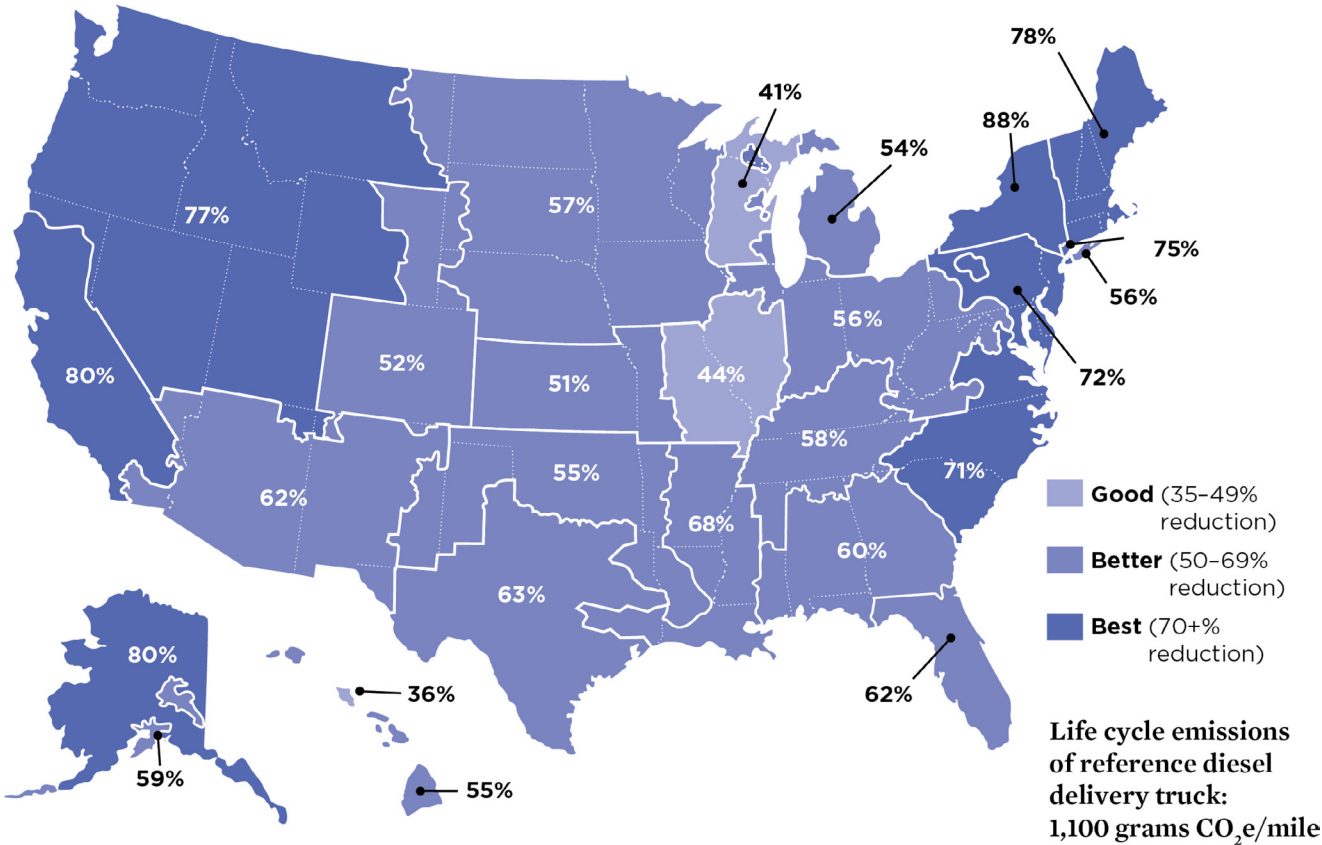 78%
41%
88%
54%
57%
77%
75%
56%
56%
52%
80%
44%
51%
72%
58%
55%
71%
62%
68%
60%
63%
80%
36%
62%
59%
55%
Good (35–49%
reduction)
Better (50–69%
reduction)
Best (70+%
reduction)
Life cycle emissions
of reference diesel
delivery truck:
1,100 grams CO₂e/mile